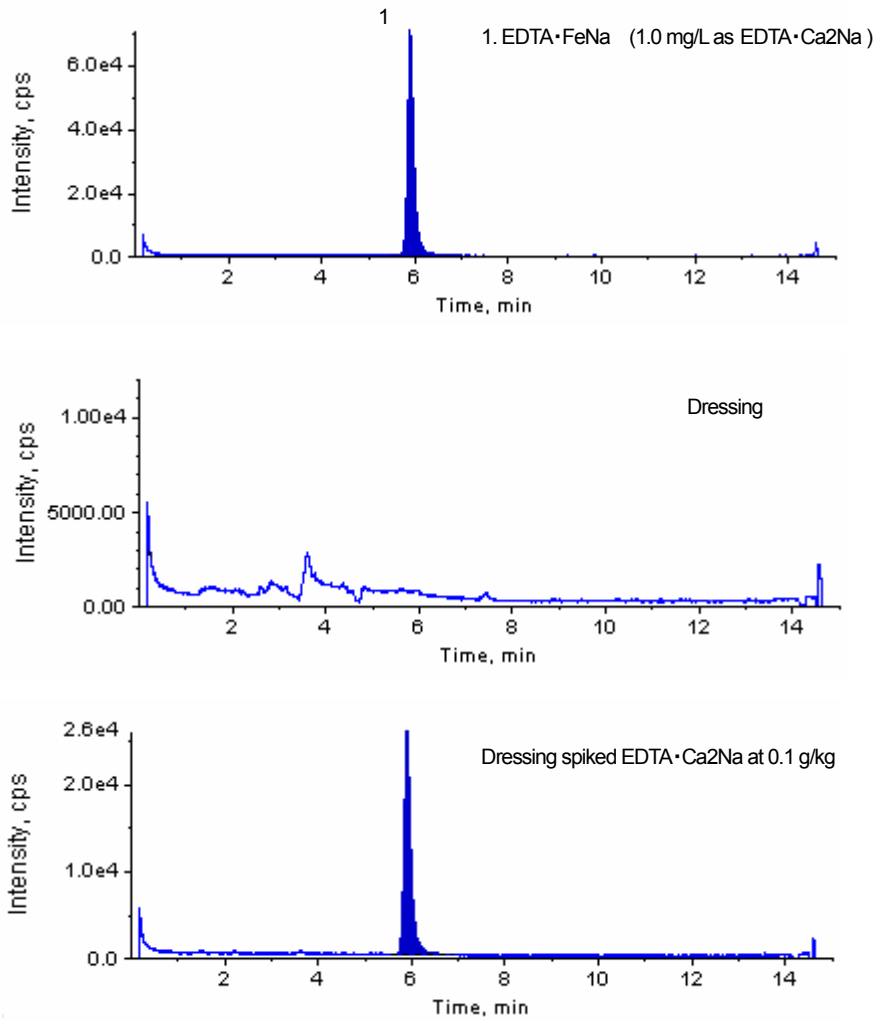 1
1. EDTA・FeNa (1.0 mg/L as EDTA・Ca2Na )
Intensity, cps
6.0e4
4.0e4
2.0e4
0.0
2 4 6 8 10 12 14
Time, min
Dressing
Intensity, cps
1.00e4
5000.00
0.00
2 4 6 8 10 12 14
Time, min
Dressing spiked EDTA・Ca2Na at 0.1 g/kg
Intensity, cps
2.6e4
2.0e4
1.0e4
0.0
2 4 6 8 10 12 14
Time, min